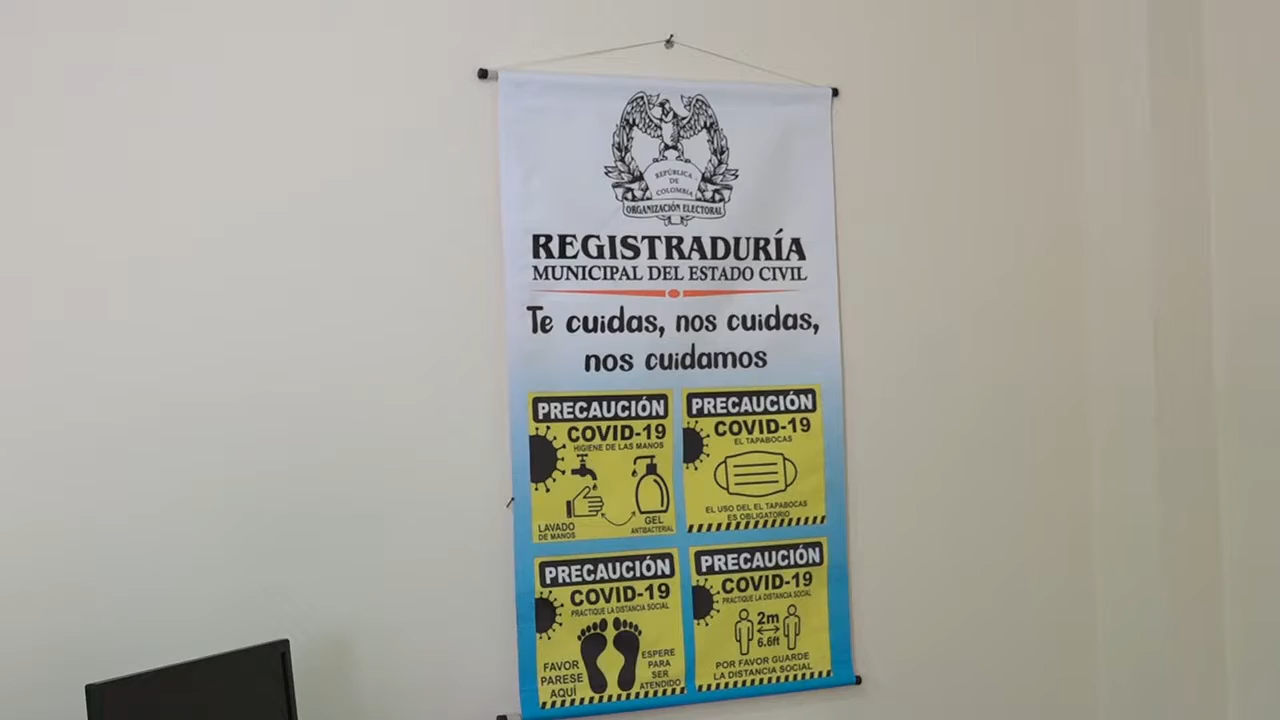 REPÚBLICA
DE
COLOMBIA
ORGANIZACIÓN ELECTORAL
REGISTRADURÍA
MUNICIPAL DEL ESTADO CIVIL
Te cuidas, nos cuidas,
nos cuidamos
PRECAUCIÓN
COVID-19
HIGIENE DE LAS MANOS
LAVADO
DE MANOS
GEL
ANTIBACTERIAL
PRECAUCIÓN
COVID-19
EL TAPABOCAS
EL USO DEL EL TAPABOCAS
ES OBLIGATORIO
PRECAUCIÓN
COVID-19
PRACTIQUE LA DISTANCIA SOCIAL
FAVOR
PARESE
AQUÍ
ESPERE
PARA
SER
ATENDIDO
PRECAUCIÓN
COVID-19
PRACTIQUE LA DISTANCIA SOCIAL
2m
6.6ft
POR FAVOR GUARDE
LA DISTANCIA SOCIAL